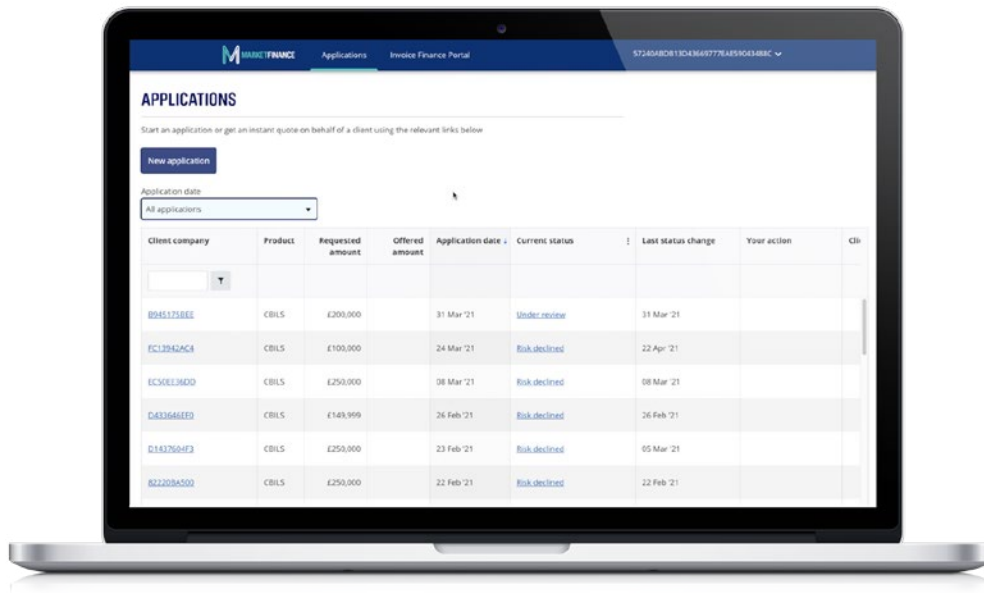 MARKETFINANCE Applications Invoice Finance Portal
APPLICATIONS
Start an application or get an instant quote on behalf of a client using the relevant links below
New application
Application date
All applications
Client company Product Requested amount Offered amount Application date Current status Last status change Your action
CBILS £200,000 31 Mar '21 Under review 31 Mar '21
FC13942AC4 CBILS £100,000 24 Mar '21 Risk declined 22 Apr '21
CBILS £250,000 08 Mar '21 Risk declined 08 Mar '21
D433646EF0 CBILS £149,999 26 Feb '21 Risk declined 26 Feb '21
D1437604F3 CBILS £250,000 23 Feb '21 Risk declined 05 Mar '21
CBILS £250,000 22 Feb '21 Risk declined 22 Feb '21